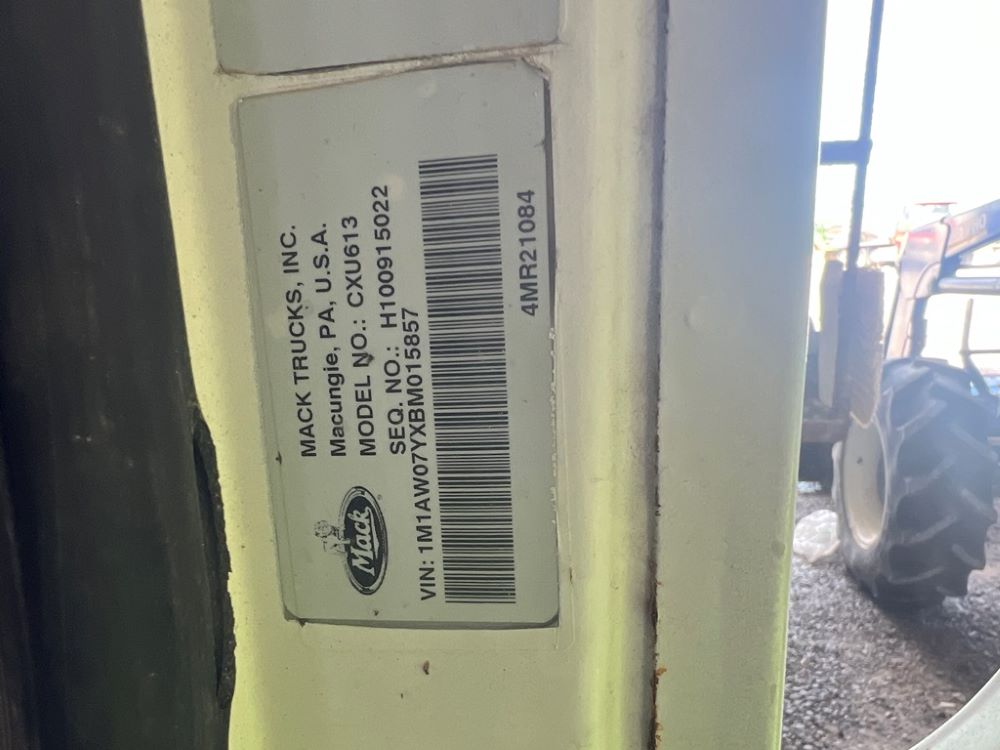 MACK TRUCKS, INC.
Macungie, PA, U.S.A.
MODEL NO.: CXU613
SEQ. NO.: H100915022
Mack
VIN: 1M1AW07YXBM015857
4MR21084